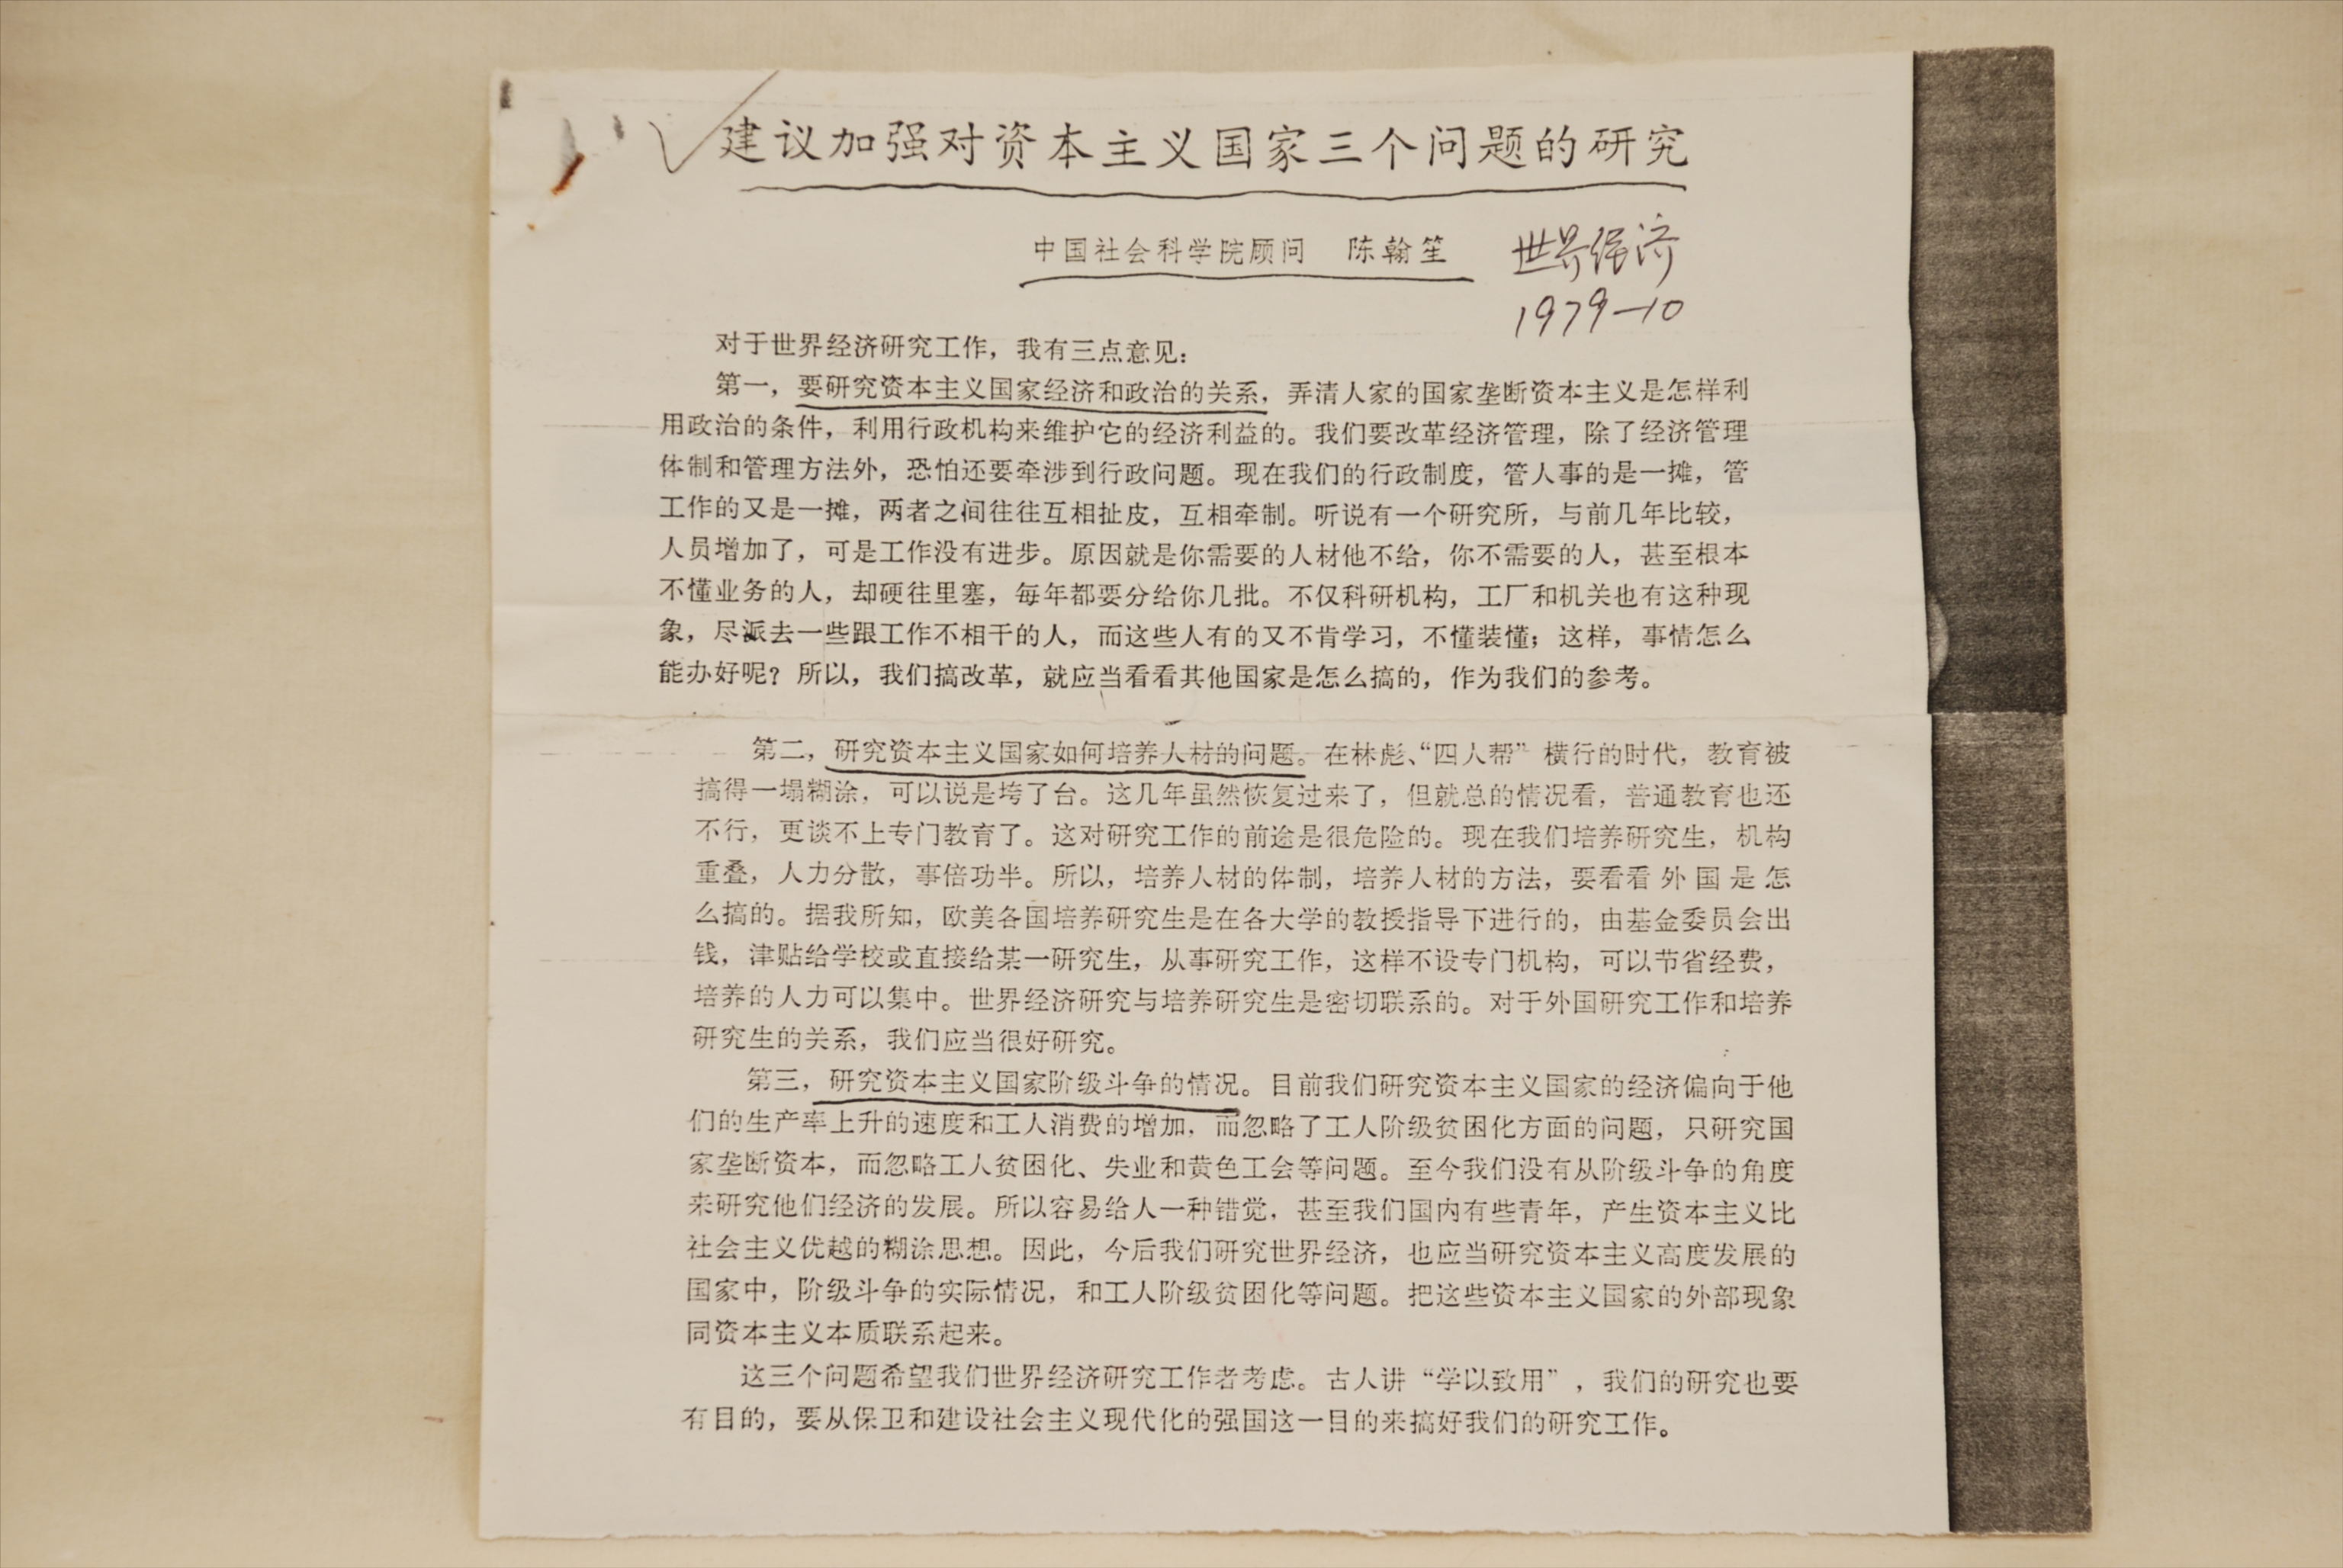 建议加强对资本主义国家三个问题的研究
中国社会科学院顾问 陈翰笙
世界经济
1979—10
对于世界经济研究工作，我有三点意见：
第一，要研究资本主义国家经济和政治的关系，弄清人家的国家垄断资本主义是怎样利
用政治的条件，利用行政机构来维护它的经济利益的。我们要改革经济管理，除了经济管理
体制和管理方法外，恐怕还要牵涉到行政问题。现在我们的行政制度，管人事的是一摊，管
工作的又是一摊，两者之间往往互相扯皮，互相牵制。听说有一个研究所，与前几年比较，
人员增加了，可是工作没有进步。原因就是你需要的人材他不给，你不需要的人，甚至根本
不懂业务的人，却硬往里塞，每年都要分给你几批。不仅科研机构，工厂和机关也有这种现
象，尽派去一些跟工作不相干的人，而这些人有的又不肯学习，不懂装懂；这样，事情怎么
能办好呢？所以，我们搞改革，就应当看看其他国家是怎么搞的，作为我们的参考。
第二，研究资本主义国家如何培养人材的问题。在林彪、“四人帮”横行的时代，教育被
搞得一塌糊涂，可以说是垮了台。这几年虽然恢复过来了，但就总的情况看，普通教育也还
不行，更谈不上专门教育了。这对研究工作的前途是很危险的。现在我们培养研究生，机构
重叠，人力分散，事倍功半。所以，培养人材的体制，培养人材的方法，要看看外国是怎
么搞的。据我所知，欧美各国培养研究生是在各大学的教授指导下进行的，由基金委员会出
钱，津贴给学校或直接给某一研究生，从事研究工作，这样不设专门机构，可以节省经费，
培养的人力可以集中。世界经济研究与培养研究生是密切联系的。对于外国研究工作和培养
研究生的关系，我们应当很好研究。
第三，研究资本主义国家阶级斗争的情况。目前我们研究资本主义国家的经济偏向于他
们的生产率上升的速度和工人消费的增加，而忽略了工人阶级贫困化方面的问题，只研究国
家垄断资本，而忽略工人贫困化、失业和黄色工会等问题。至今我们没有从阶级斗争的角度
来研究他们经济的发展。所以容易给人一种错觉，甚至我们国内有些青年，产生资本主义比
社会主义优越的糊涂思想。因此，今后我们研究世界经济，也应当研究资本主义高度发展的
国家中，阶级斗争的实际情况，和工人阶级贫困化等问题。把这些资本主义国家的外部现象
同资本主义本质联系起来。
这三个问题希望我们世界经济研究工作者考虑。古人讲“学以致用”，我们的研究也要
有目的，要从保卫和建设社会主义现代化的强国这一目的来搞好我们的研究工作。